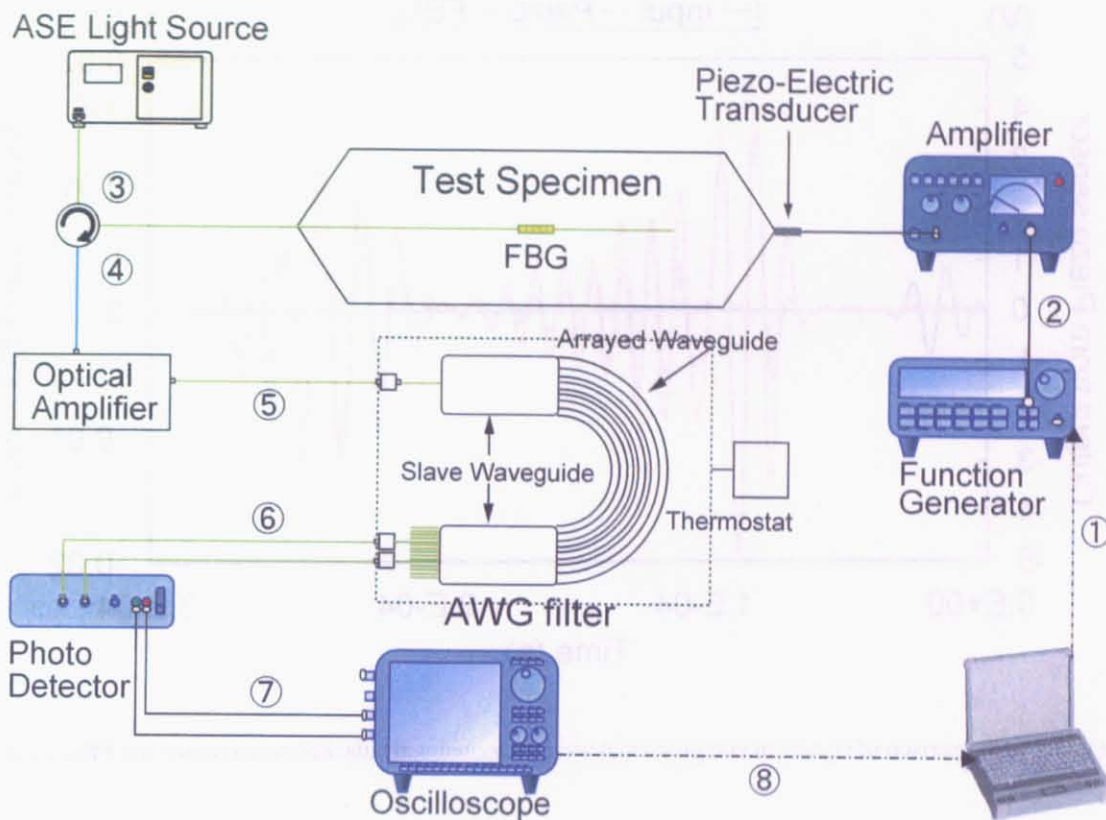 ASE Light Source
Piezo-Electric
Transducer
Amplifier
Test Specimen
FBG
③
④
②
Arrayed Waveguide
Optical
Amplifier
⑤
Slave Waveguide
Thermostat
Function
Generator
①
⑥
AWG filter
Photo
Detector
⑦
⑧
Oscilloscope